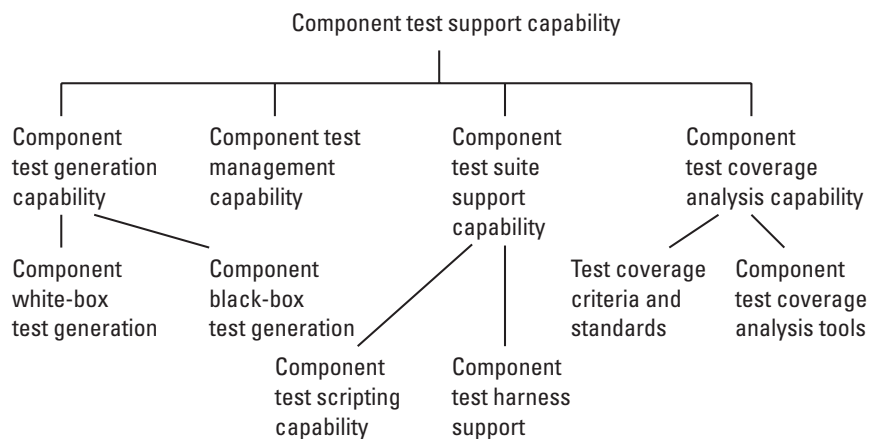 Component test support capability
Component
test generation
capability
Component test
management
capability
Component
test suite
support
capability
Component
test coverage
analysis capability
Component
white-box
test generation
Component
black-box
test generation
Test coverage
criteria and
standards
Component
test coverage
analysis tools
Component
test scripting
capability
Component
test harness
support